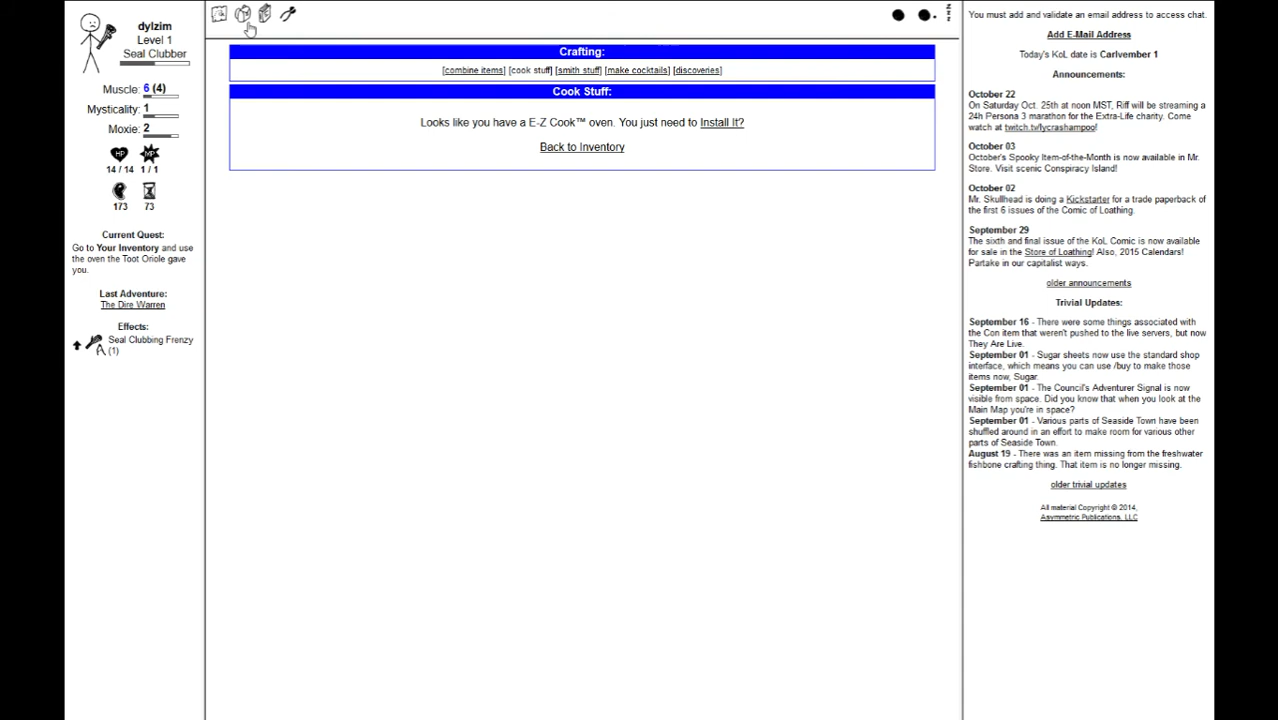 dylzim
Level 1
Seal Clubber
Muscle: 6 (4)
Mysticality: 1
Moxie: 2
HP MP
14 / 14 1 / 1
173 73
Current Quest:
Go to Your Inventory and use
the oven the Toot Oriole gave
you.
Last Adventure:
The Dire Warren
Effects:
Seal Clubbing Frenzy
(1)
Crafting:
[combine items] [cook stuff] [smith stuff] [make cocktails] [discoveries]
Cook Stuff:
Looks like you have a E-Z Cook™ oven. You just need to Install It?
Back to Inventory
You must add and validate an email address to access chat.
Add E-Mail Address
Today's KoL date is Carlvember 1
Announcements:
October 22
On Saturday Oct. 25th at noon MST, Riff will be streaming a
24h Persona 3 marathon for the Extra-Life charity. Come
watch at twitch.tv/lycrashampoo!
October 03
October's Spooky Item-of-the-Month is now available in Mr.
Store. Visit scenic Conspiracy Island!
October 02
Mr. Skullhead is doing a Kickstarter for a trade paperback of
the first 6 issues of the Comic of Loathing.
September 29
The sixth and final issue of the KoL Comic is now available
for sale in the Store of Loathing! Also, 2015 Calendars!
Partake in our capitalist ways.
older announcements
Trivial Updates:
September 16 - There were some things associated with
the Con item that weren't pushed to the live servers, but now
They Are Live.
September 01 - Sugar sheets now use the standard shop
interface, which means you can use /buy to make those
items now, Sugar.
September 01 - The Council's Adventurer Signal is now
visible from space. Did you know that when you look at the
Main Map you're in space?
September 01 - Various parts of Seaside Town have been
shuffled around in an effort to make room for various other
parts of Seaside Town.
August 19 - There was an item missing from the freshwater
fishbone crafting thing. That item is no longer missing.
older trivial updates
All material Copyright © 2014,
Asymmetric Publications, LLC